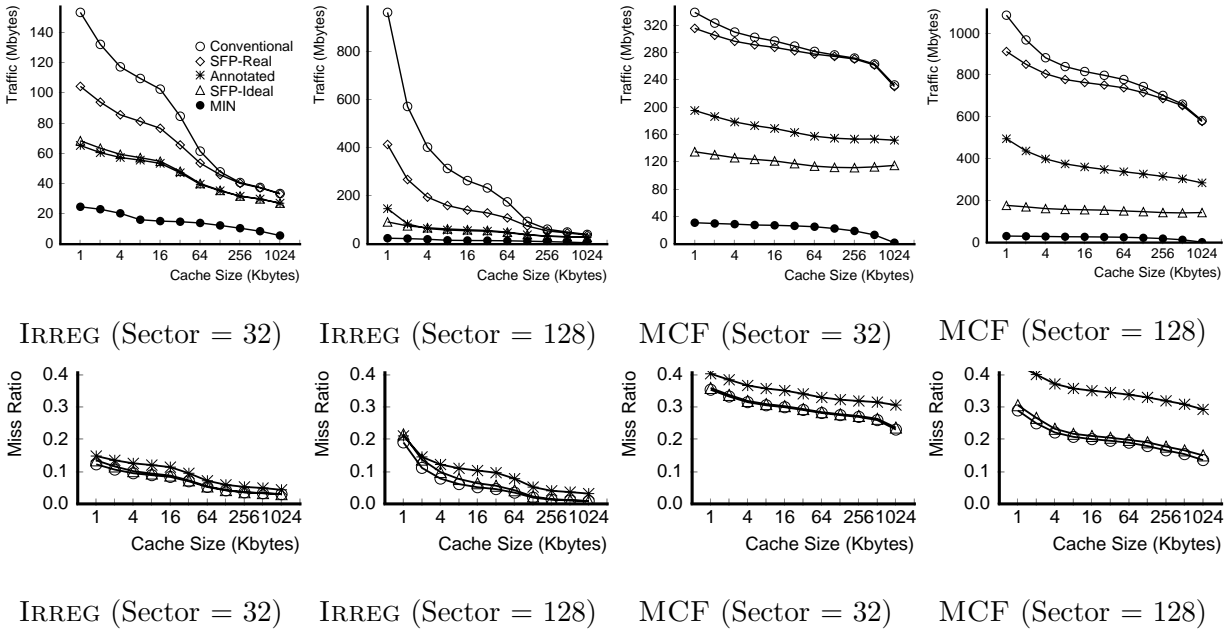 Traffic (Mbytes)
140
120
100
80
60
40
20
0
1 4 16 64 256 1024
Cache Size (Kbytes)
Conventional
SFP-Real
Annotated
SFP-Ideal
MIN
Traffic (Mbytes)
800
600
400
200
0
1 4 16 64 256 1024
Cache Size (Kbytes)
Traffic (Mbytes)
320
280
240
200
160
120
80
40
0
1 4 16 64 256 1024
Cache Size (Kbytes)
Traffic (Mbytes)
1000
800
600
400
200
0
1 4 16 64 256 1024
Cache Size (Kbytes)
IRREG (Sector = 32)
IRREG (Sector = 128)
MCF (Sector = 32)
MCF (Sector = 128)
Miss Ratio
0.4
0.3
0.2
0.1
0.0
1 4 16 64 256 1024
Cache Size (Kbytes)
Miss Ratio
0.4
0.3
0.2
0.1
0.0
1 4 16 64 256 1024
Cache Size (Kbytes)
Miss Ratio
0.4
0.3
0.2
0.1
0.0
1 4 16 64 256 1024
Cache Size (Kbytes)
Miss Ratio
0.4
0.3
0.2
0.1
0.0
1 4 16 64 256 1024
Cache Size (Kbytes)
IRREG (Sector = 32)
IRREG (Sector = 128)
MCF (Sector = 32)
MCF (Sector = 128)